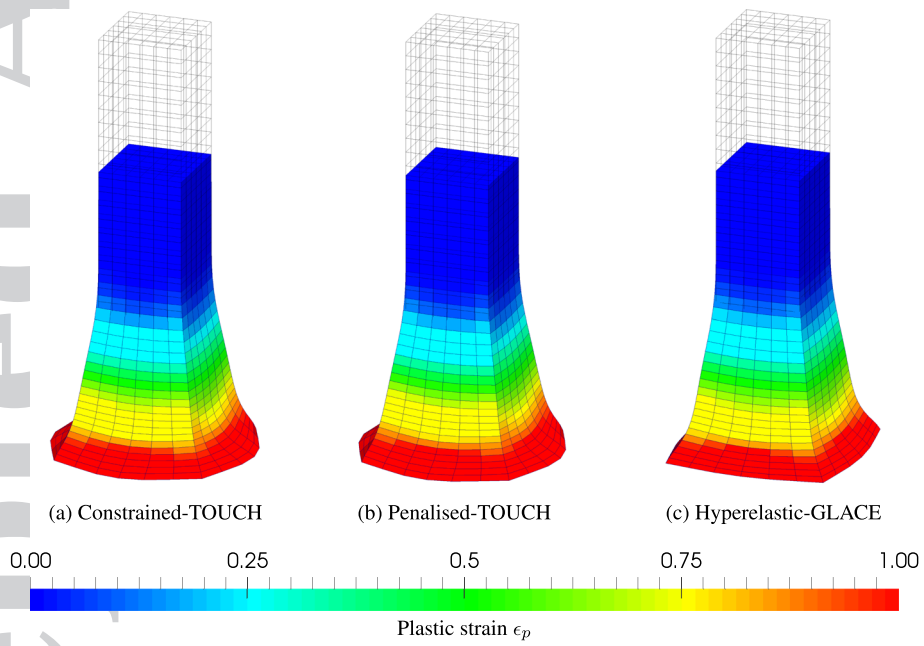 (a) Constrained-TOUCH (b) Penalised-TOUCH (c) Hyperelastic-GLACE
0.00 0.25 0.5 0.75 1.00
Plastic strain ϵₚ